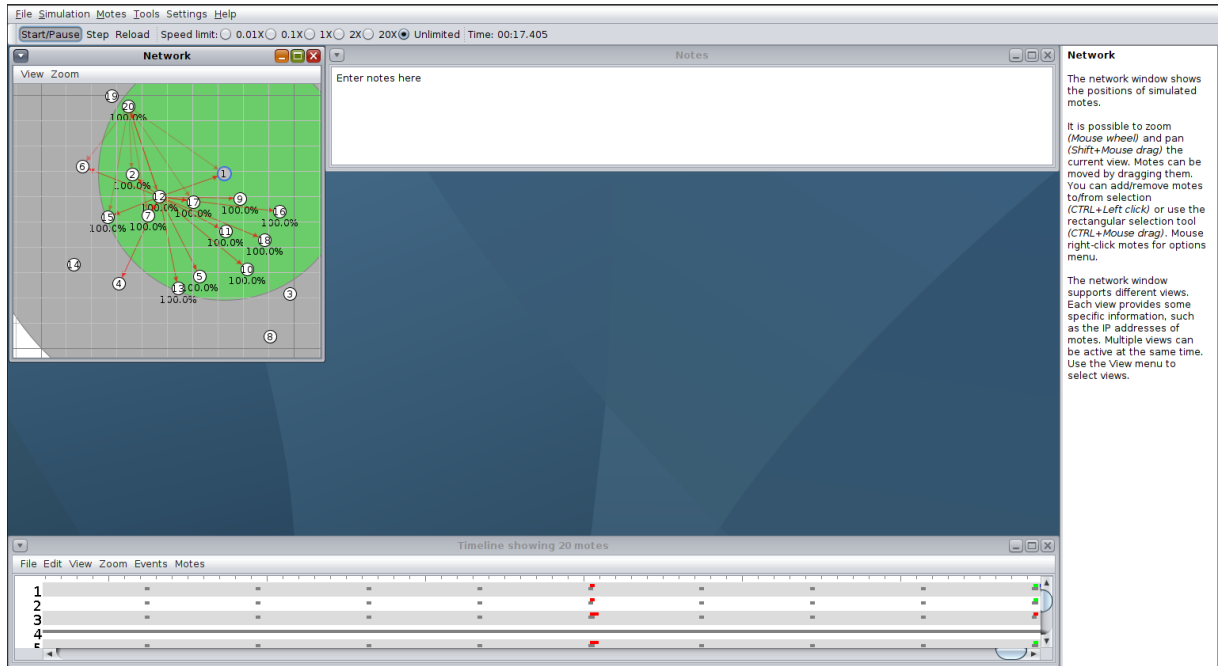 File Simulation Motes Tools Settings Help
Start/Pause Step Reload Speed limit: 0.01X 0.1X 1X 2X 20X Unlimited Time: 00:17.405
Network
View Zoom
19
20
100.0%
6
2
100.0%
1
12
100.0%
17
100.0%
9
100.0%
16
100.0%
15
100.0%
7
100.0%
11
100.0%
18
100.0%
14
4
13
100.0%
5
100.0%
10
100.0%
3
8
Notes
Enter notes here
Network
The network window shows
the positions of simulated
motes.
It is possible to zoom
(Mouse wheel) and pan
(Shift+Mouse drag) the
current view. Motes can be
moved by dragging them.
You can add/remove motes
to/from selection
(CTRL+Left click) or use the
rectangular selection tool
(CTRL+Mouse drag). Mouse
right-click motes for options
menu.
The network window
supports different views.
Each view provides some
specific information, such
as the IP addresses of
motes. Multiple views can
be active at the same time.
Use the View menu to
select views.
Timeline showing 20 motes
File Edit View Zoom Events Motes
1
2
3
4
5